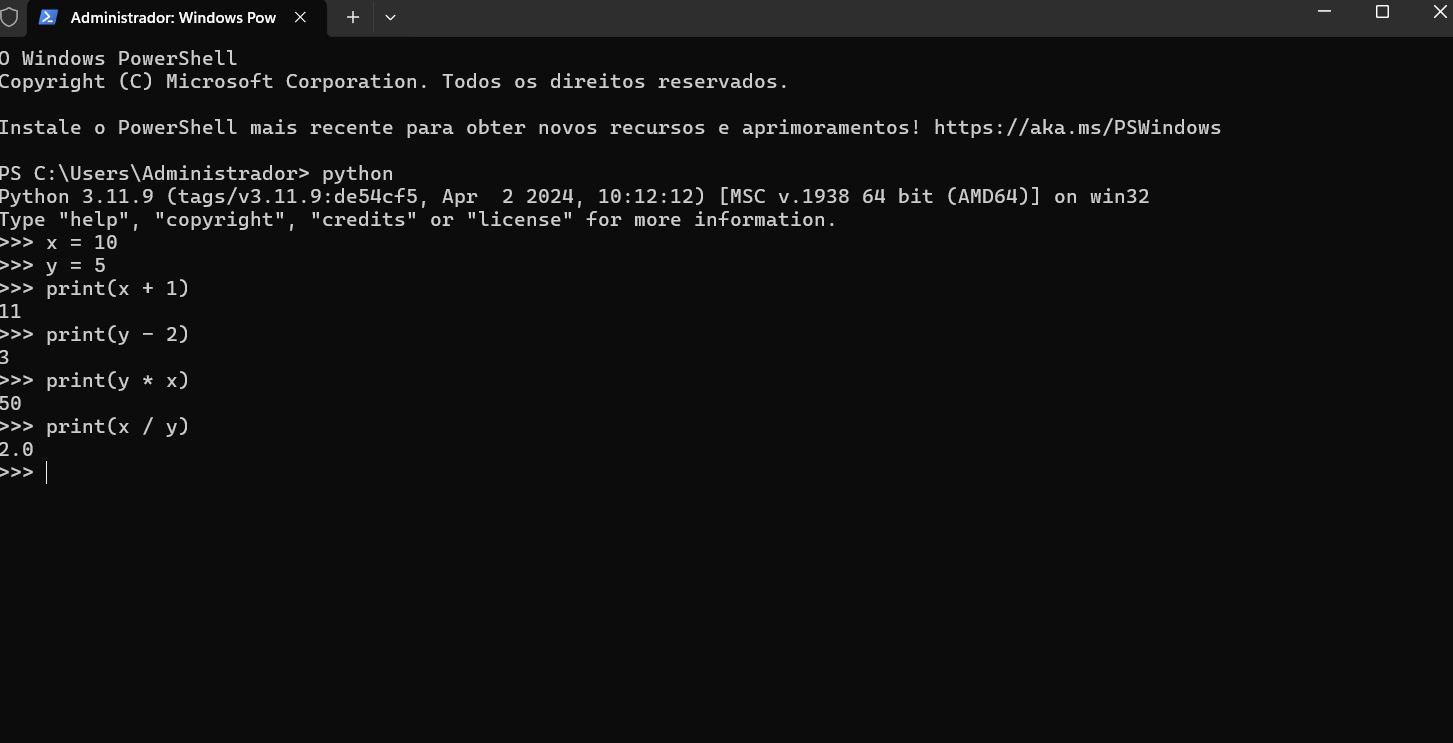 Administrador: Windows Pow
O Windows PowerShell
Copyright (C) Microsoft Corporation. Todos os direitos reservados.
Instale o PowerShell mais recente para obter novos recursos e aprimoramentos! https://aka.ms/PSWindows
PS C:\Users\Administrador> python
Python 3.11.9 (tags/v3.11.9:de54cf5, Apr  2 2024, 10:12:12) [MSC v.1938 64 bit (AMD64)] on win32
Type "help", "copyright", "credits" or "license" for more information.
>>> x = 10
>>> y = 5
>>> print(x + 1)
11
>>> print(y - 2)
3
>>> print(y * x)
50
>>> print(x / y)
2.0
>>>